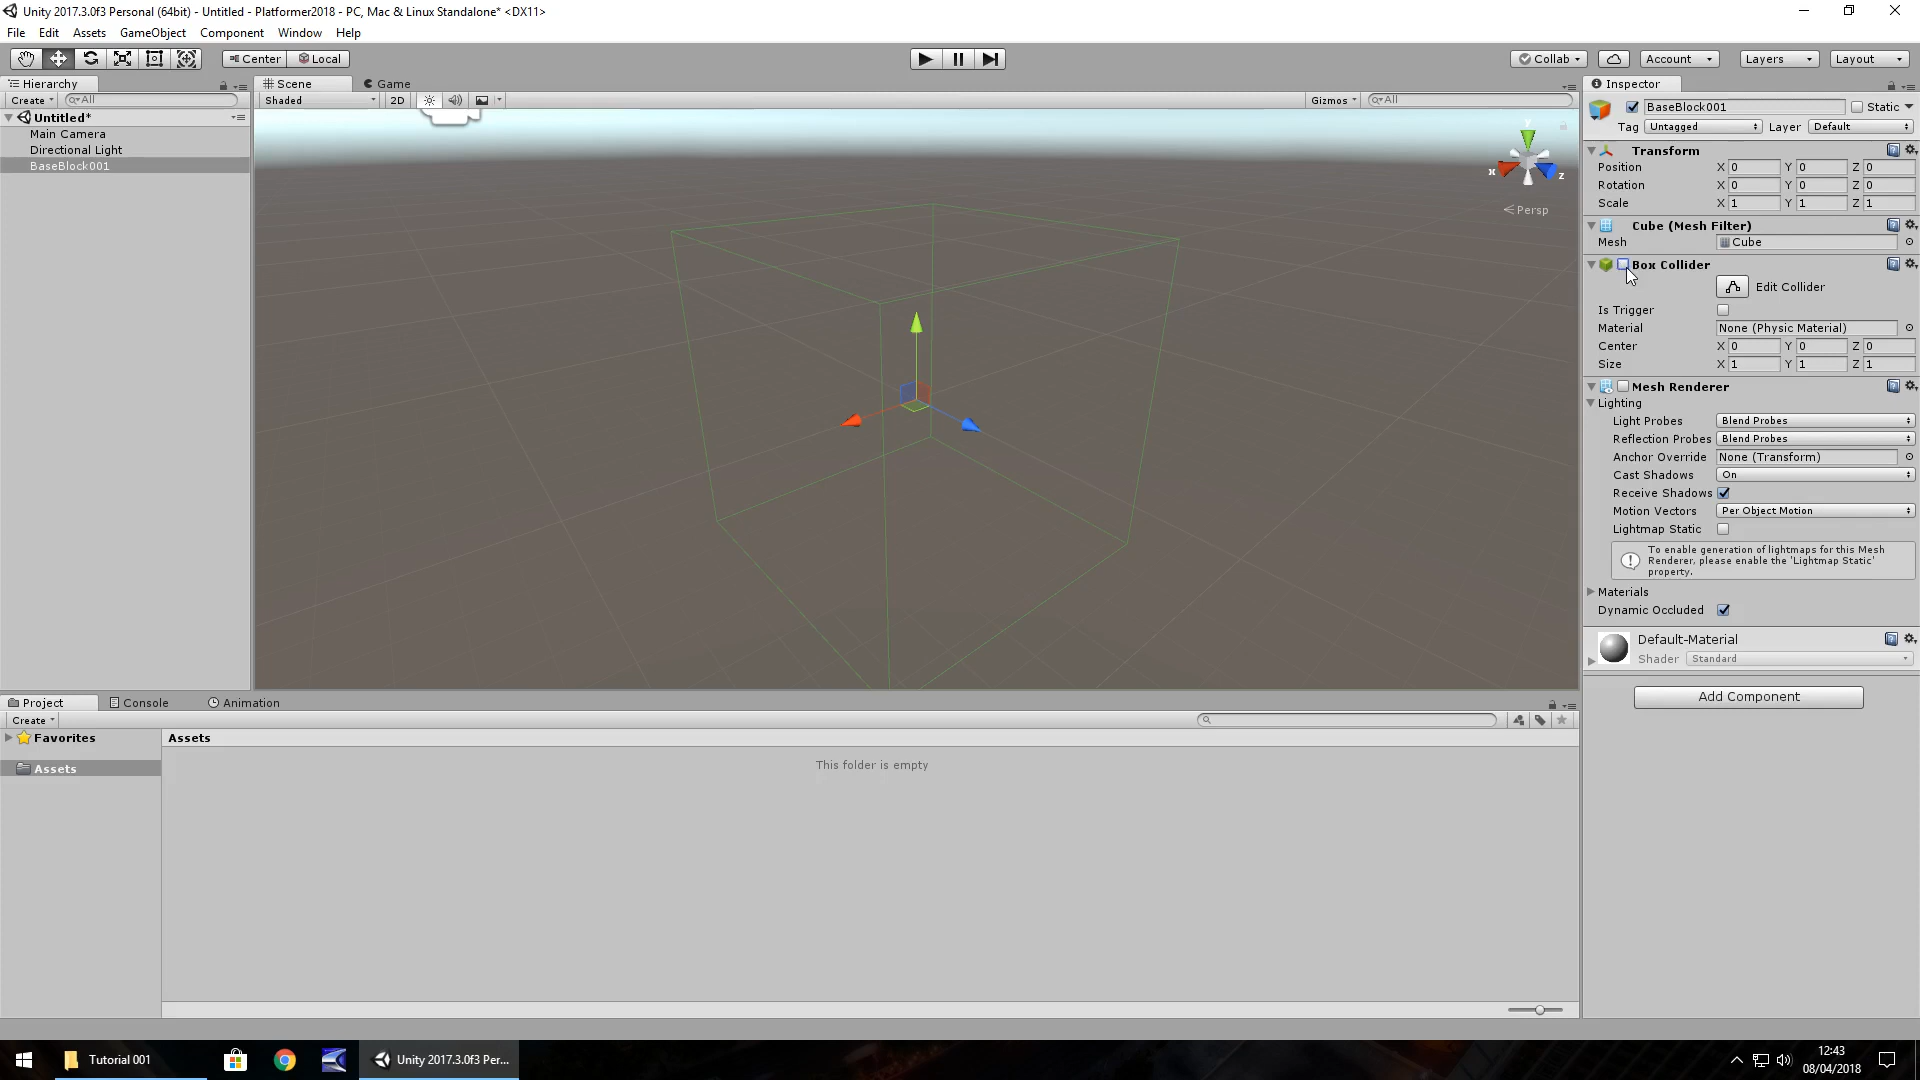 Unity 2017.3.0f3 Personal (64bit) - Untitled - Platformer2018 - PC, Mac & Linux Standalone* <DX11>
File Edit Assets GameObject Component Window Help
Center Local Collab Account Layers Layout
Hierarchy
Create All
Untitled*
Main Camera
Directional Light
BaseBlock001
Scene Game
Shaded 2D Gizmos All
y
x
z
Persp
Inspector
BaseBlock001 Static
Tag Untagged Layer Default
Transform
Position X 0 Y 0 Z 0
Rotation X 0 Y 0 Z 0
Scale X 1 Y 1 Z 1
Cube (Mesh Filter)
Mesh Cube
Box Collider
Edit Collider
Is Trigger
Material None (Physic Material)
Center X 0 Y 0 Z 0
Size X 1 Y 1 Z 1
Mesh Renderer
Lighting
Light Probes Blend Probes
Reflection Probes Blend Probes
Anchor Override None (Transform)
Cast Shadows On
Receive Shadows
Motion Vectors Per Object Motion
Lightmap Static
To enable generation of lightmaps for this Mesh
Renderer, please enable the 'Lightmap Static'
property.
Materials
Dynamic Occluded
Default-Material
Shader Standard
Add Component
Project Console Animation
Create
Favorites
Assets
Assets
This folder is empty
Tutorial 001
Unity 2017.3.0f3 Per...
12:43
08/04/2018